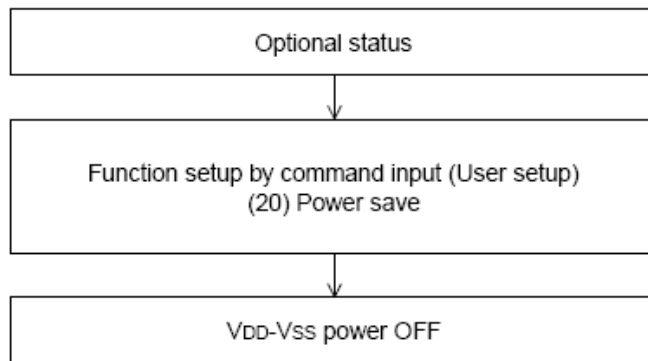 Optional status
Function setup by command input (User setup)
(20) Power save
VDD-VSS power OFF